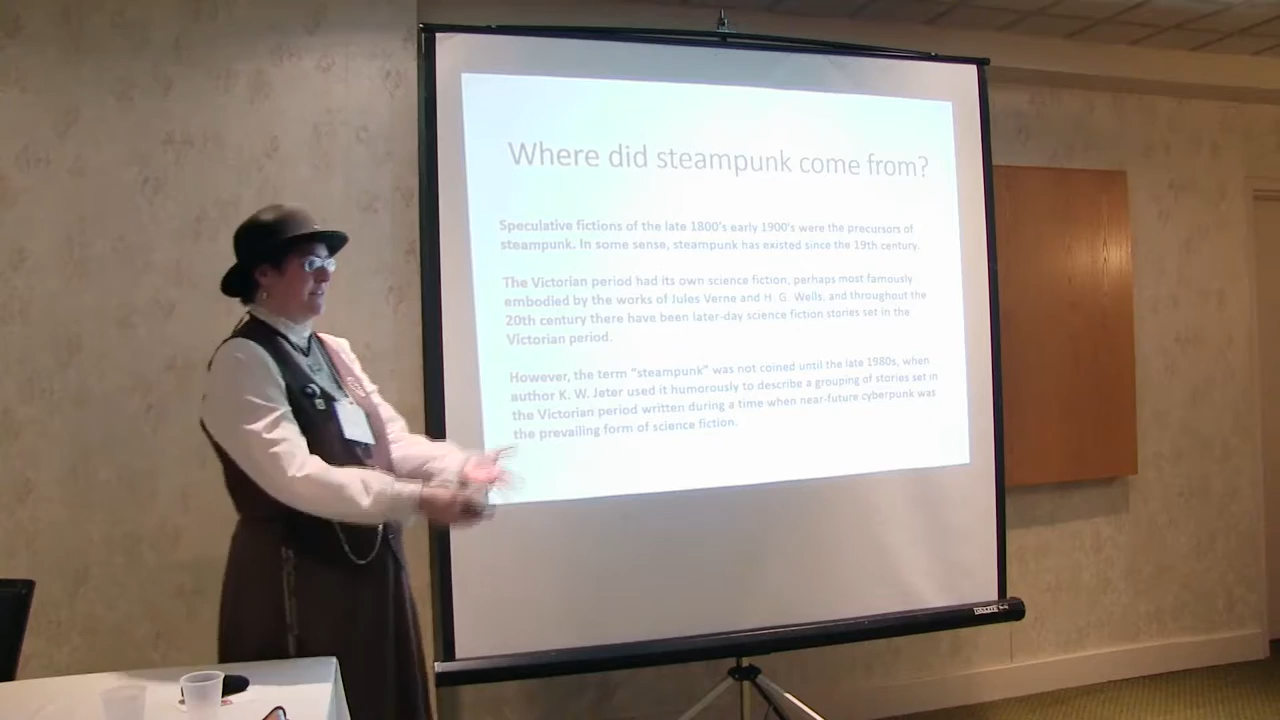 Where did steampunk come from?
Speculative fictions of the late 1800's early 1900's were the precursors of
steampunk. In some sense, steampunk has existed since the 19th century.
The Victorian period had its own science fiction, perhaps most famously
embodied by the works of Jules Verne and H. G. Wells, and throughout the
20th century there have been later-day science fiction stories set in the
Victorian period.
However, the term “steampunk” was not coined until the late 1980s, when
author K. W. Jeter used it humorously to describe a grouping of stories set in
the Victorian period written during a time when near-future cyberpunk was
the prevailing form of science fiction.